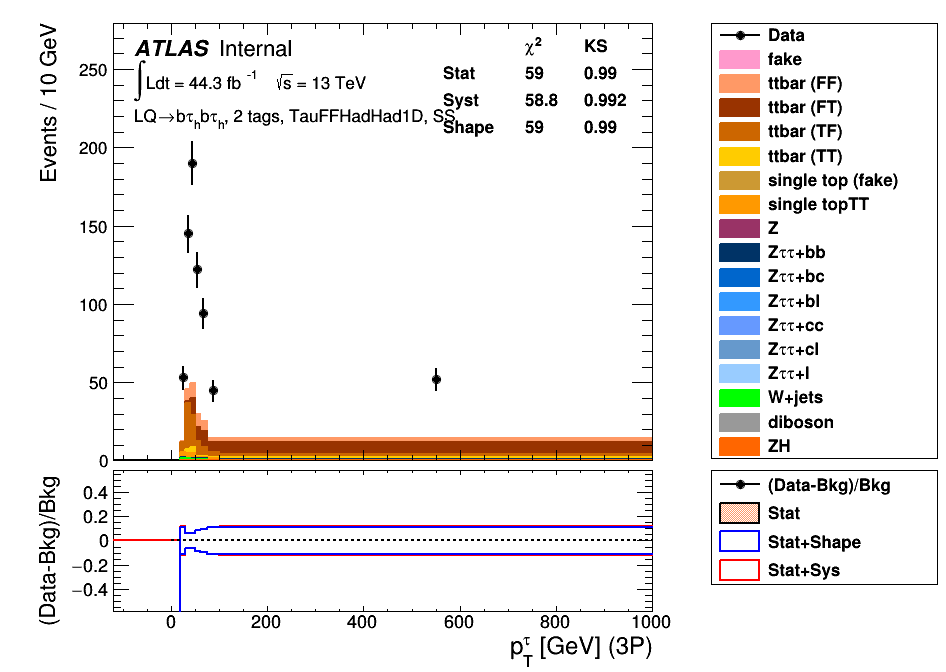 ATLAS Internal
∫Ldt = 44.3 fb⁻¹ √s = 13 TeV
LQ→bτₕbτₕ, 2 tags, TauFFHadHad1D, SS,
χ² KS
Stat 59 0.99
Syst 58.8 0.992
Shape 59 0.99
Events / 10 GeV
250
200
150
100
50
0
Data
fake
ttbar (FF)
ttbar (FT)
ttbar (TF)
ttbar (TT)
single top (fake)
single topTT
Z
Zττ+bb
Zττ+bc
Zττ+bl
Zττ+cc
Zττ+cl
Zττ+l
W+jets
diboson
ZH
(Data-Bkg)/Bkg
0.4
0.2
0
−0.2
−0.4
0 200 400 600 800 1000
p_T^τ [GeV] (3P)
(Data-Bkg)/Bkg
Stat
Stat+Shape
Stat+Sys